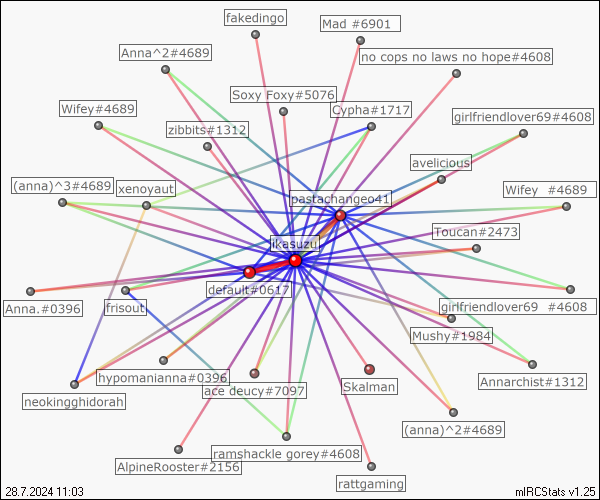 fakedingo
Mad #6901
Anna^2#4689
no cops no laws no hope#4608
Soxy Foxy#5076
Wifey#4689
Cypha#1717
girlfriendlover69#4608
zibbits#1312
avelicious
(anna)^3#4689
xenoyaut
Wifey #4689
pastachangeo41
Toucan#2473
ikasuzu
default#0617
Anna.#0396
frisout
girlfriendlover69 #4608
Mushy#1984
hypomanianna#0396
ace deucy#7097
Skalman
Annarchist#1312
neokingghidorah
(anna)^2#4689
ramshackle gorey#4608
AlpineRooster#2156
rattgaming
28.7.2024 11:03
mIRCStats v1.25